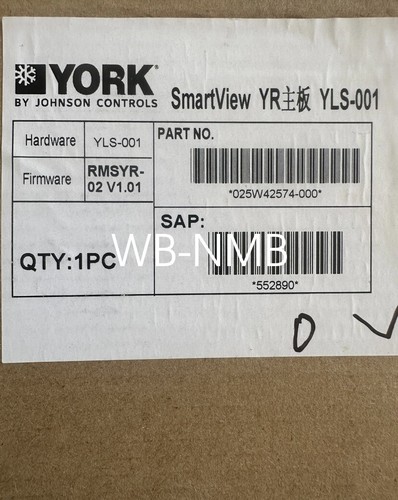 YORK®
BY JOHNSON CONTROLS
SmartView YR主板 YLS-001
Hardware YLS-001
Firmware RMSYR-
02 V1.01
PART NO.
*025W42574-000*
SAP:
*552890*
QTY:1PC
WB-NMB
0 ✓